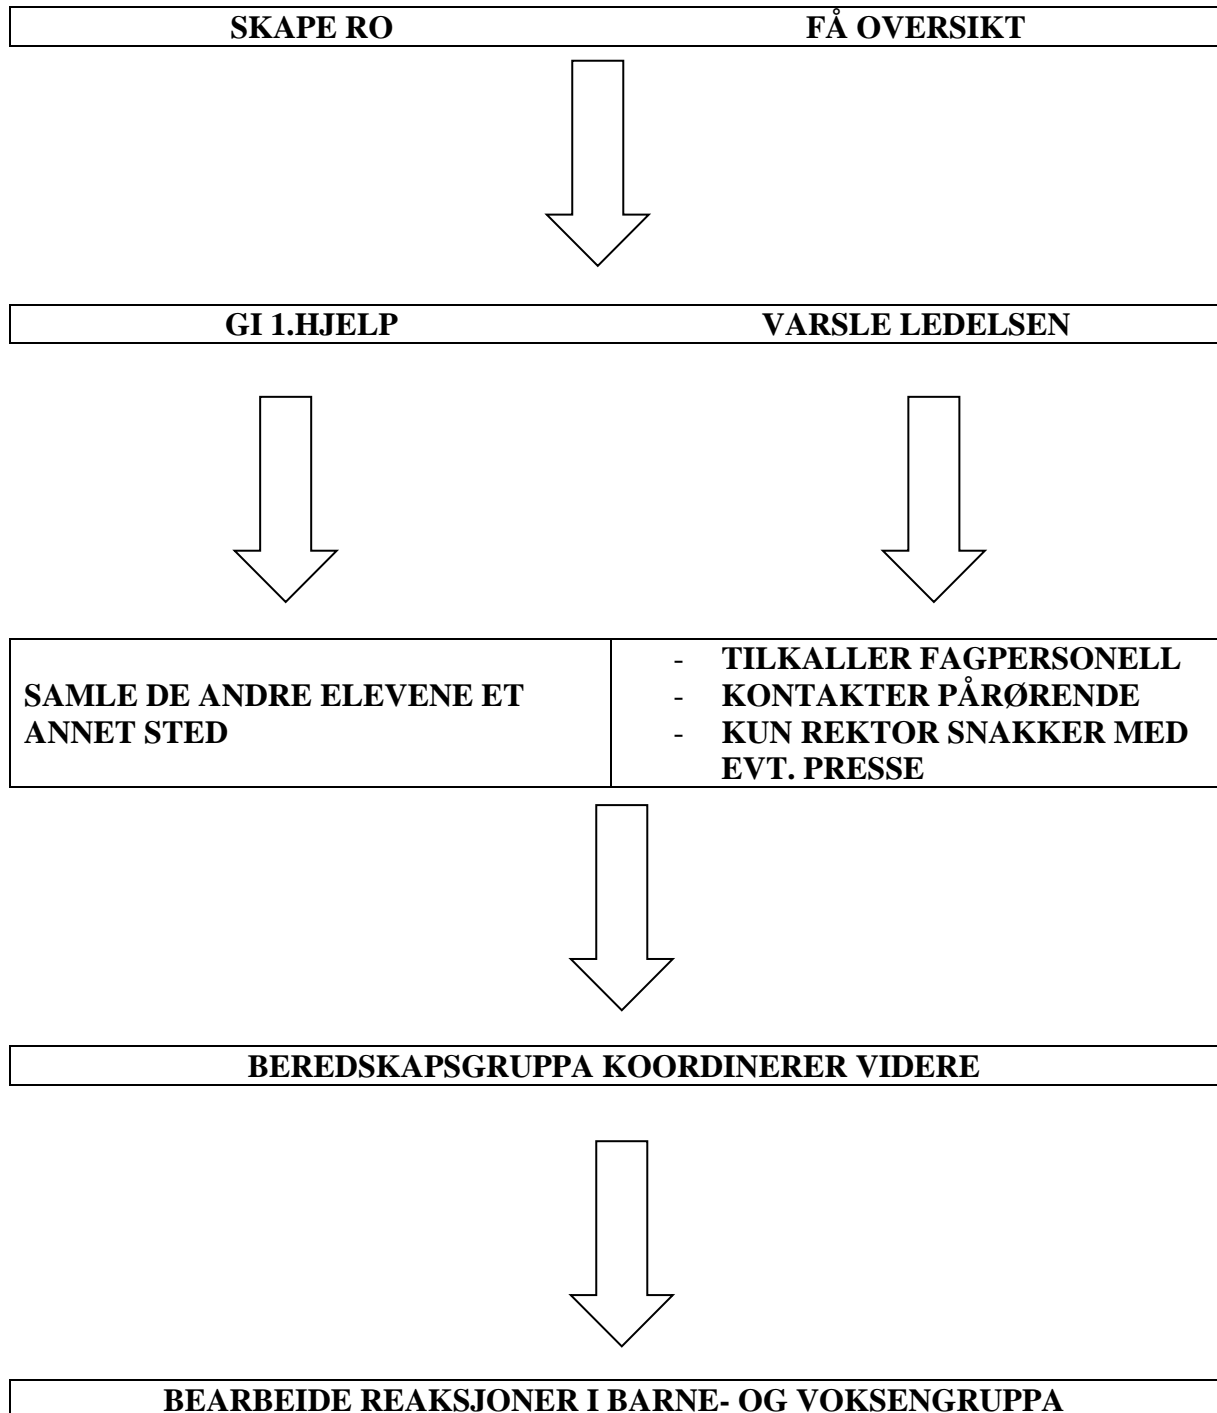 SKAPE RO FÅ OVERSIKT
GI 1.HJELP VARSLE LEDELSEN
SAMLE DE ANDRE ELEVENE ET
ANNET STED
- TILKALLER FAGPERSONELL
- KONTAKTER PÅRØRENDE
- KUN REKTOR SNAKKER MED
EVT. PRESSE
BEREDSKAPSGRUPPA KOORDINERER VIDERE
BEARBEIDE REAKSJONER I BARNE- OG VOKSENGRUPPA